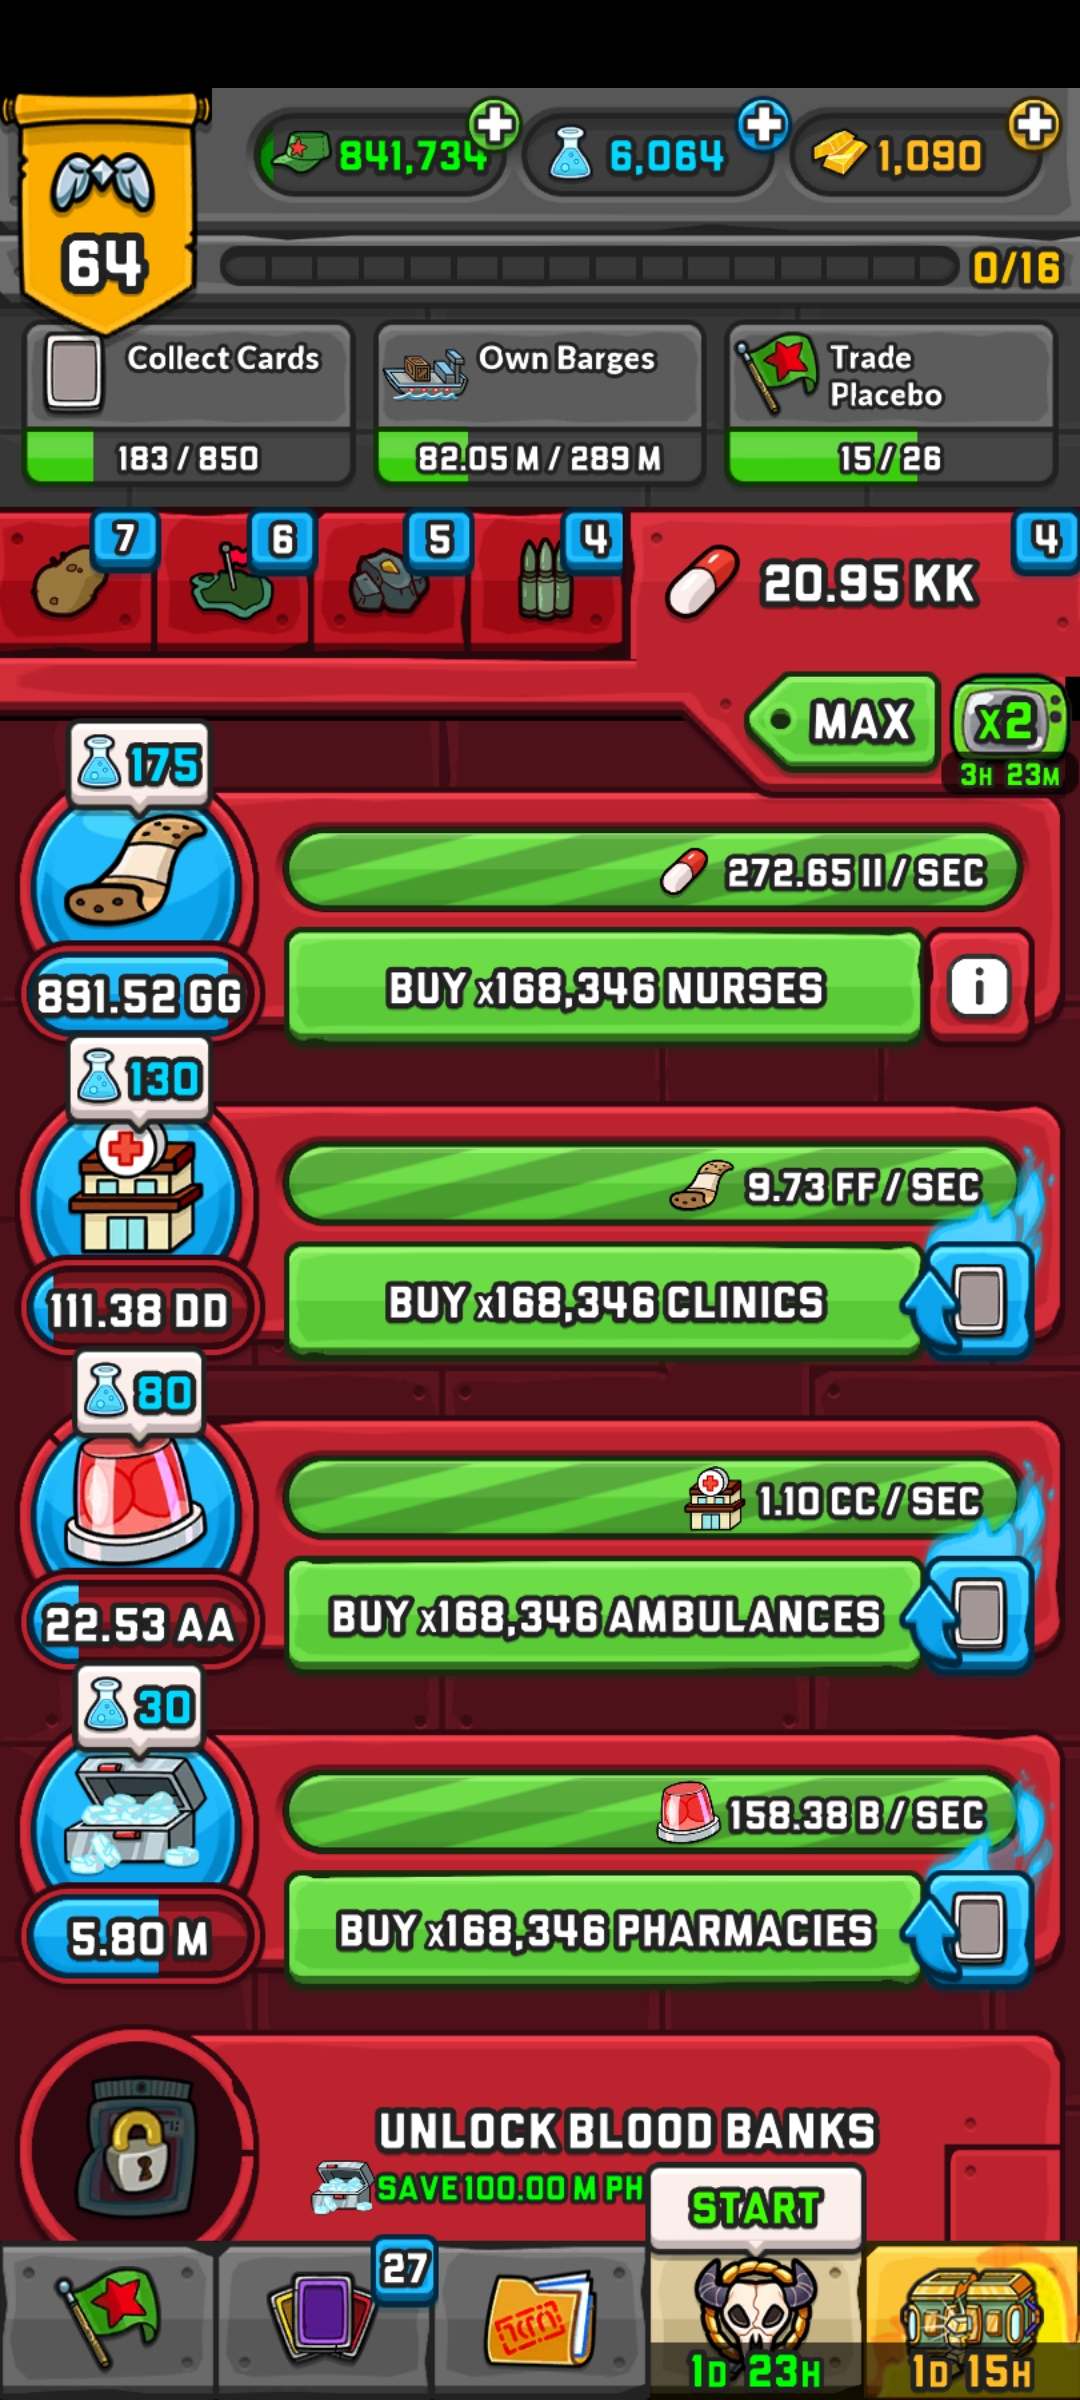 841,734
6,064
1,090
64
0/16
Collect Cards
183 / 850
Own Barges
82.05 M / 289 M
Trade
Placebo
15 / 26
7
6
5
4
20.95 KK
4
MAX
x2
3H 23M
175
272.65 II / SEC
891.52 GG
BUY x168,346 NURSES
i
130
9.73 FF / SEC
111.38 DD
BUY x168,346 CLINICS
80
1.10 CC / SEC
22.53 AA
BUY x168,346 AMBULANCES
30
158.38 B / SEC
5.80 M
BUY x168,346 PHARMACIES
UNLOCK BLOOD BANKS
SAVE 100.00 M PH
START
27
1D 23H
1D 15H